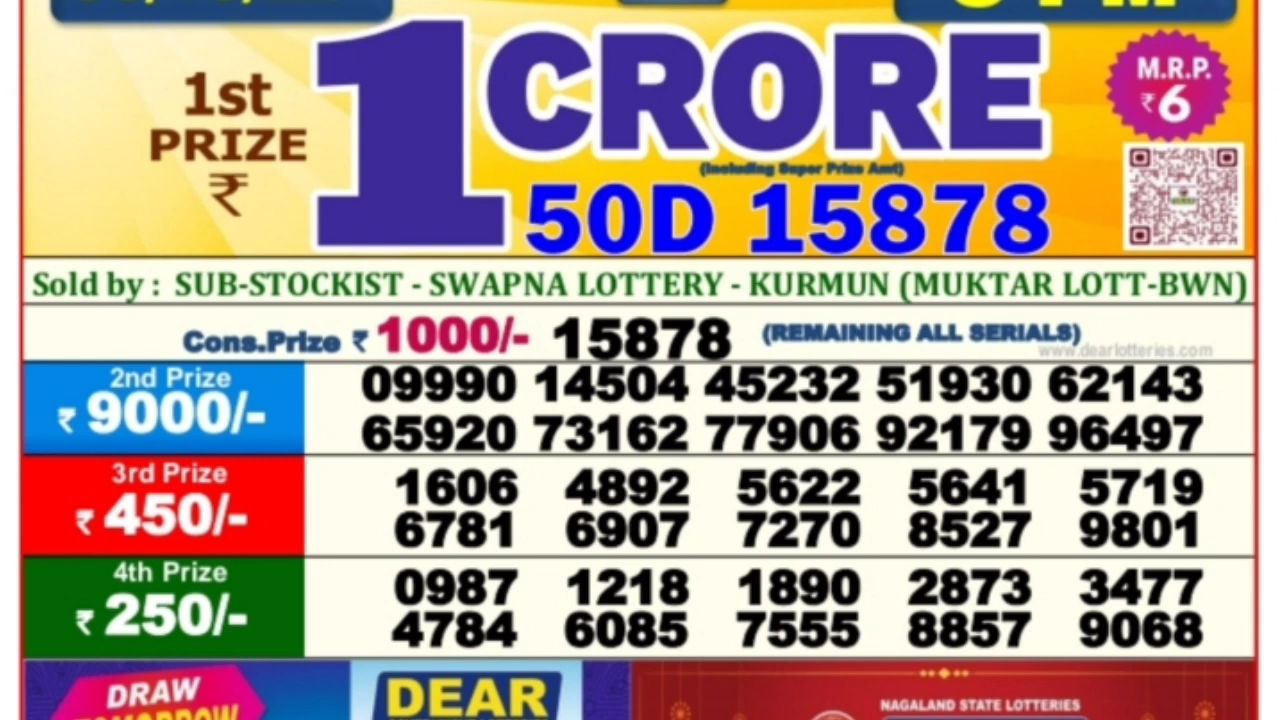 1st
PRIZE
₹
1 CRORE
(Including Super Prize Amt)
50D 15878
M.R.P.
₹6
Sold by : SUB-STOCKIST - SWAPNA LOTTERY - KURMUN (MUKTAR LOTT-BWN)
Cons.Prize ₹ 1000/- 15878 (REMAINING ALL SERIALS)
www.dearlotteries.com
2nd Prize
₹ 9000/-
09990 14504 45232 51930 62143
65920 73162 77906 92179 96497
3rd Prize
₹ 450/-
1606 4892 5622 5641 5719
6781 6907 7270 8527 9801
4th Prize
₹ 250/-
0987 1218 1890 2873 3477
4784 6085 7555 8857 9068
DRAW
TOMORROW
DEAR
NAGALAND STATE LOTTERIES